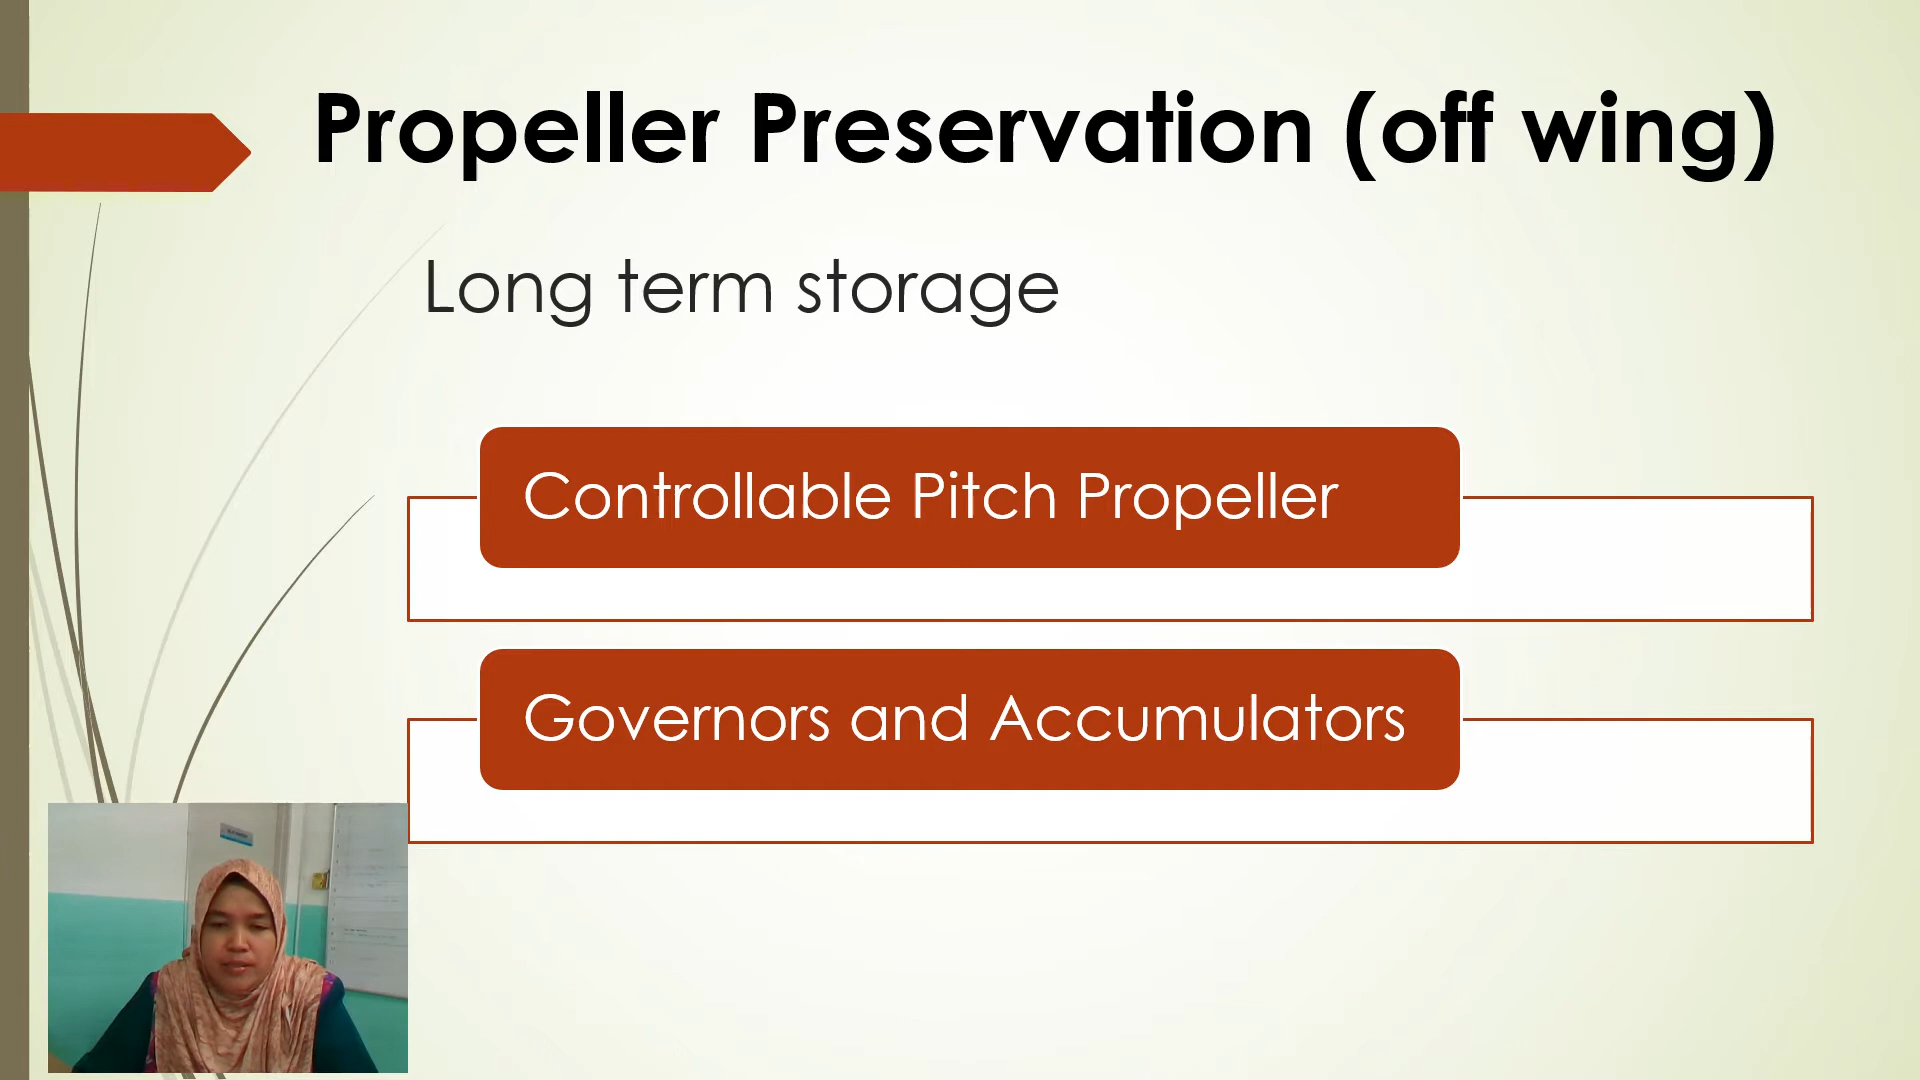 Propeller Preservation (off wing)
Long term storage
Controllable Pitch Propeller
Governors and Accumulators